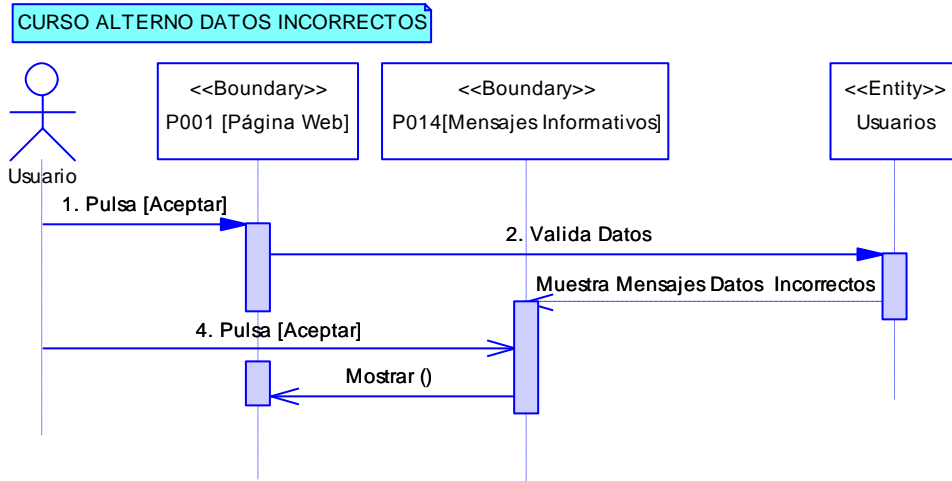 CURSO ALTERNO DATOS INCORRECTOS
<<Boundary>>
P001 [Página Web]
<<Boundary>>
P014[Mensajes Informativos]
<<Entity>>
Usuarios
Usuario
1. Pulsa [Aceptar]
2. Valida Datos
Muestra Mensajes Datos Incorrectos
4. Pulsa [Aceptar]
Mostrar ()